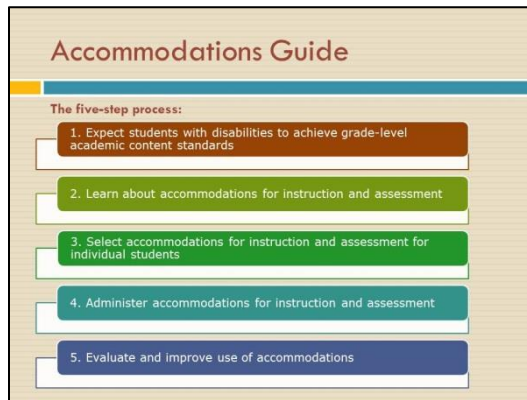 Accommodations Guide
The five-step process:
1. Expect students with disabilities to achieve grade-level
academic content standards
2. Learn about accommodations for instruction and assessment
3. Select accommodations for instruction and assessment for
individual students
4. Administer accommodations for instruction and assessment
5. Evaluate and improve use of accommodations